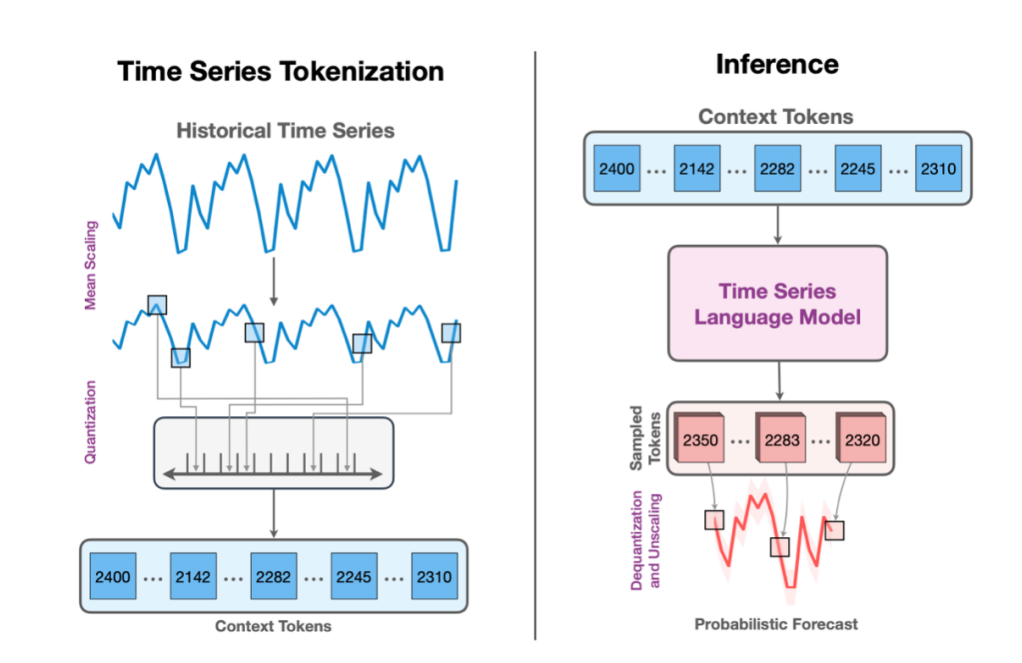 Time Series Tokenization
Historical Time Series
Mean Scaling
Quantization
2400 ... 2142 ... 2282 ... 2245 ... 2310
Context Tokens
Inference
Context Tokens
2400 ... 2142 ... 2282 ... 2245 ... 2310
Time Series
Language Model
Sampled
Tokens
2350 ... 2283 ... 2320
Dequantization
and Unscaling
Probabilistic Forecast